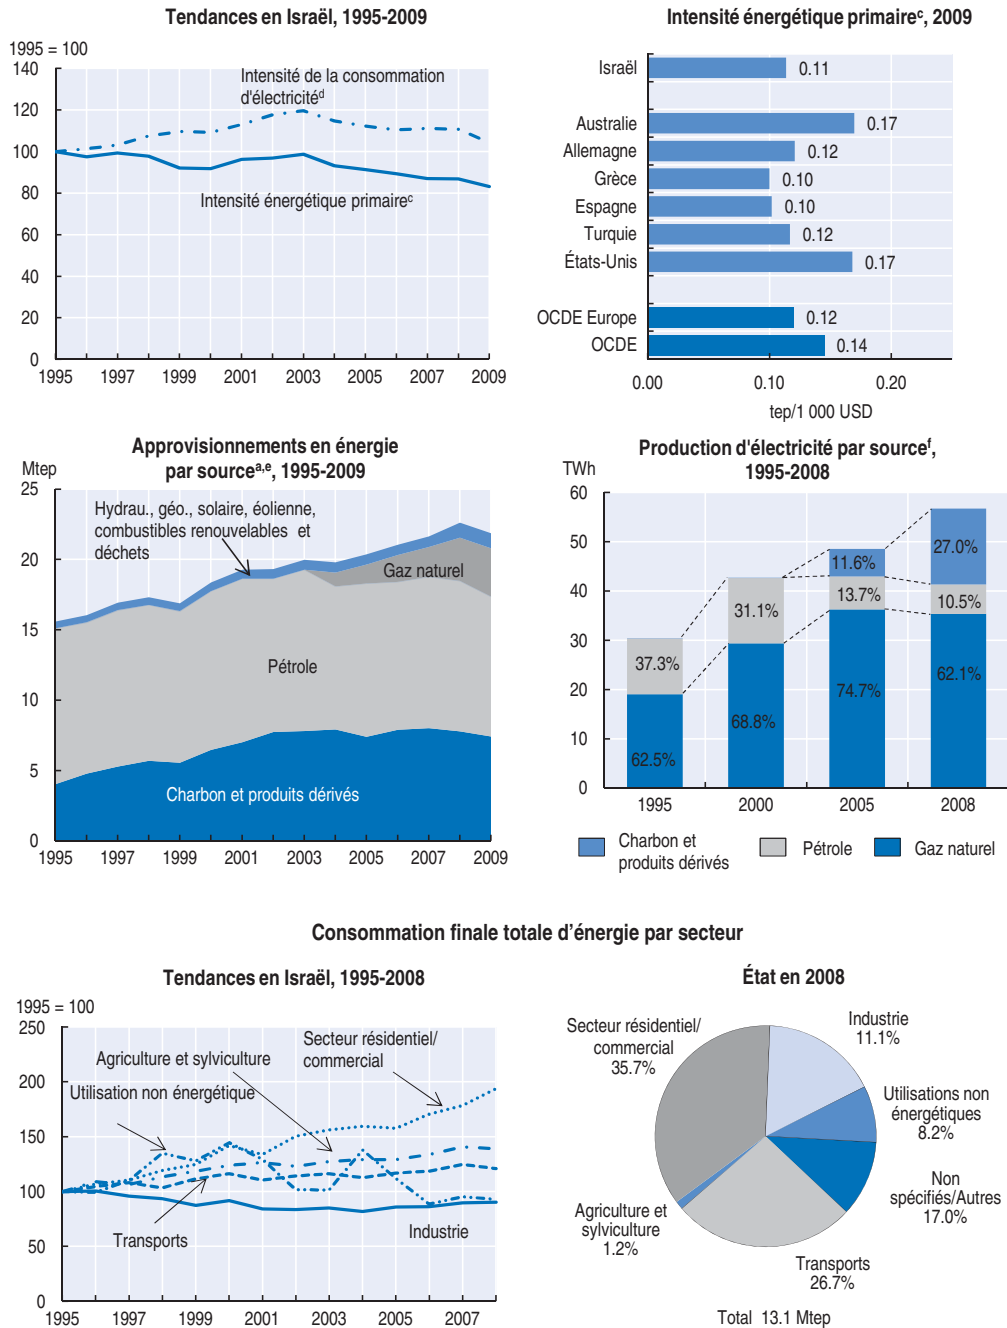 Tendances en Israël, 1995-2009
1995 = 100
140
120
100
80
60
40
20
0
Intensité de la consommation
d'électricitéd
Intensité énergétique primairec
1995 1997 1999 2001 2003 2005 2007 2009
Intensité énergétique primairec, 2009
Israël 0.11
Australie 0.17
Allemagne 0.12
Grèce 0.10
Espagne 0.10
Turquie 0.12
États-Unis 0.17
OCDE Europe 0.12
OCDE 0.14
0.00 0.10 0.20
tep/1 000 USD
Approvisionnements en énergie
par sourcea,e, 1995-2009
Mtep
25
20
15
10
5
0
Hydrau., géo., solaire, éolienne,
combustibles renouvelables et
déchets
Gaz naturel
Pétrole
Charbon et produits dérivés
1995 1997 1999 2001 2003 2005 2007 2009
Production d'électricité par sourcef,
1995-2008
TWh
60
50
40
30
20
10
0
37.3%
62.5%
31.1%
68.8%
11.6%
13.7%
74.7%
27.0%
10.5%
62.1%
1995 2000 2005 2008
Charbon et
produits dérivés
Pétrole
Gaz naturel
Consommation finale totale d'énergie par secteur
Tendances en Israël, 1995-2008
1995 = 100
250
200
150
100
50
0
Secteur résidentiel/
commercial
Agriculture et sylviculture
Utilisation non énergétique
Transports
Industrie
1995 1997 1999 2001 2003 2005 2007
État en 2008
Secteur résidentiel/
commercial
35.7%
Industrie
11.1%
Utilisations non
énergétiques
8.2%
Non
spécifiés/Autres
17.0%
Transports
26.7%
Agriculture et
sylviculture
1.2%
Total 13.1 Mtep